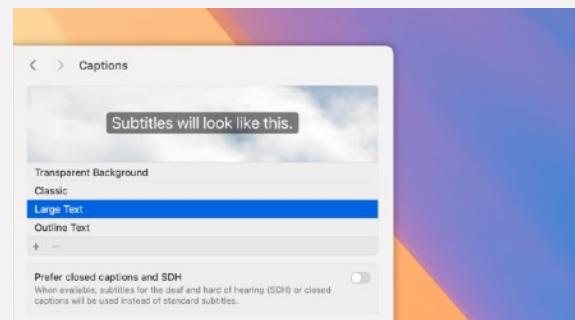 Captions
Subtitles will look like this.
Transparent Background
Classic
Large Text
Outline Text
Prefer closed captions and SDH
When available, subtitles for the deaf and hard of hearing (SDH) or closed
captions will be used instead of standard subtitles.